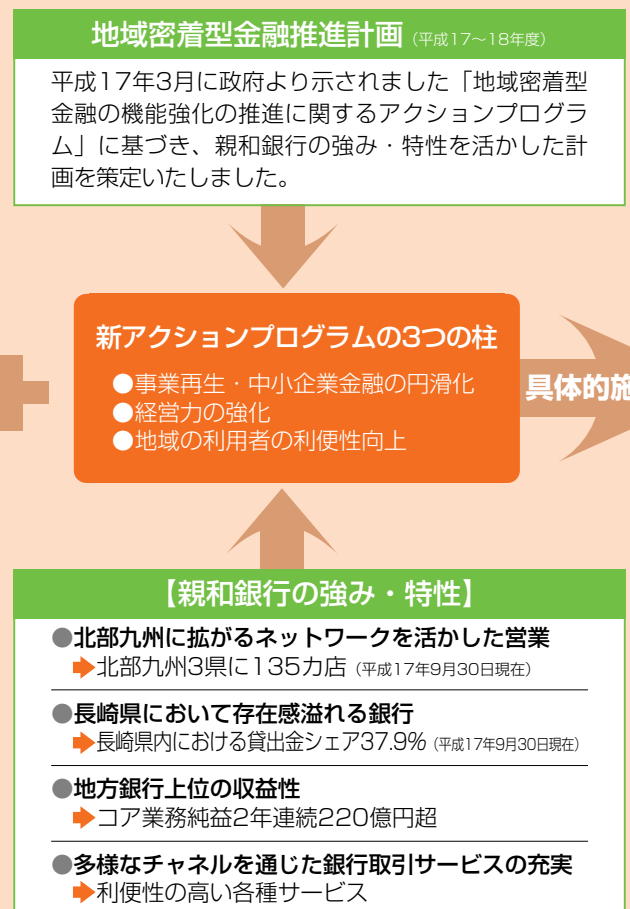 地域密着型金融推進計画（平成17〜18年度）
平成17年3月に政府より示されました「地域密着型
金融の機能強化の推進に関するアクションプログラ
ム」に基づき、親和銀行の強み・特性を活かした計
画を策定いたしました。
新アクションプログラムの3つの柱
●事業再生・中小企業金融の円滑化
●経営力の強化
●地域の利用者の利便性向上
具体的施
【親和銀行の強み・特性】
●北部九州に拡がるネットワークを活かした営業
➡北部九州3県に135カ店（平成17年9月30日現在）
●長崎県において存在感溢れる銀行
➡長崎県内における貸出金シェア37.9%（平成17年9月30日現在）
●地方銀行上位の収益性
➡コア業務純益2年連続220億円超
●多様なチャネルを通じた銀行取引サービスの充実
➡利便性の高い各種サービス